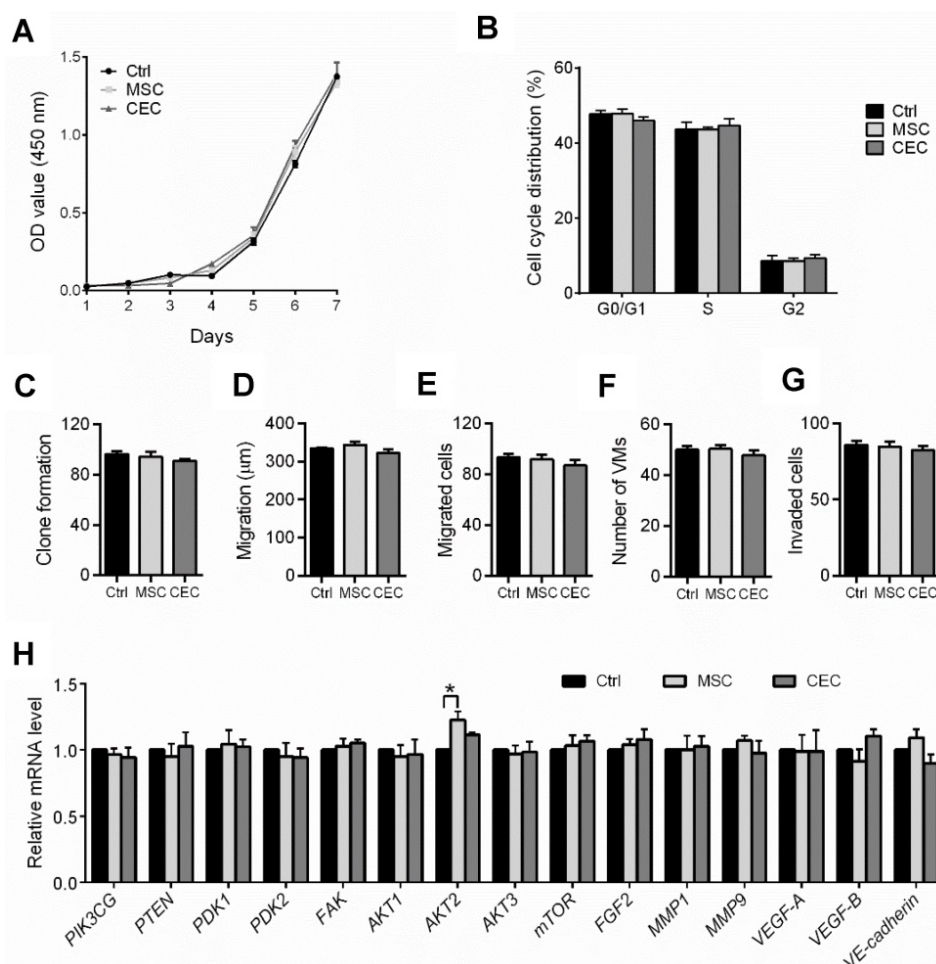 A
OD value (450 nm)
1.5
1.0
0.5
0.0
1 2 3 4 5 6 7
Days
Ctrl
MSC
CEC
B
Cell cycle distribution (%)
60
40
20
0
G0/G1 S G2
Ctrl
MSC
CEC
C
Clone formation
120
80
40
0
Ctrl MSC CEC
D
Migration (μm)
400
300
200
100
0
Ctrl MSC CEC
E
Migrated cells
120
80
40
0
Ctrl MSC CEC
F
Number of VMs
60
40
20
0
Ctrl MSC CEC
G
Invaded cells
100
50
0
Ctrl MSC CEC
H
Relative mRNA level
1.5
1.0
0.5
0.0
Ctrl MSC CEC
*
PIK3CG PTEN PDK1 PDK2 FAK AKT1 AKT2 AKT3 mTOR FGF2 MMP1 MMP9 VEGF-A VEGF-B VE-cadherin